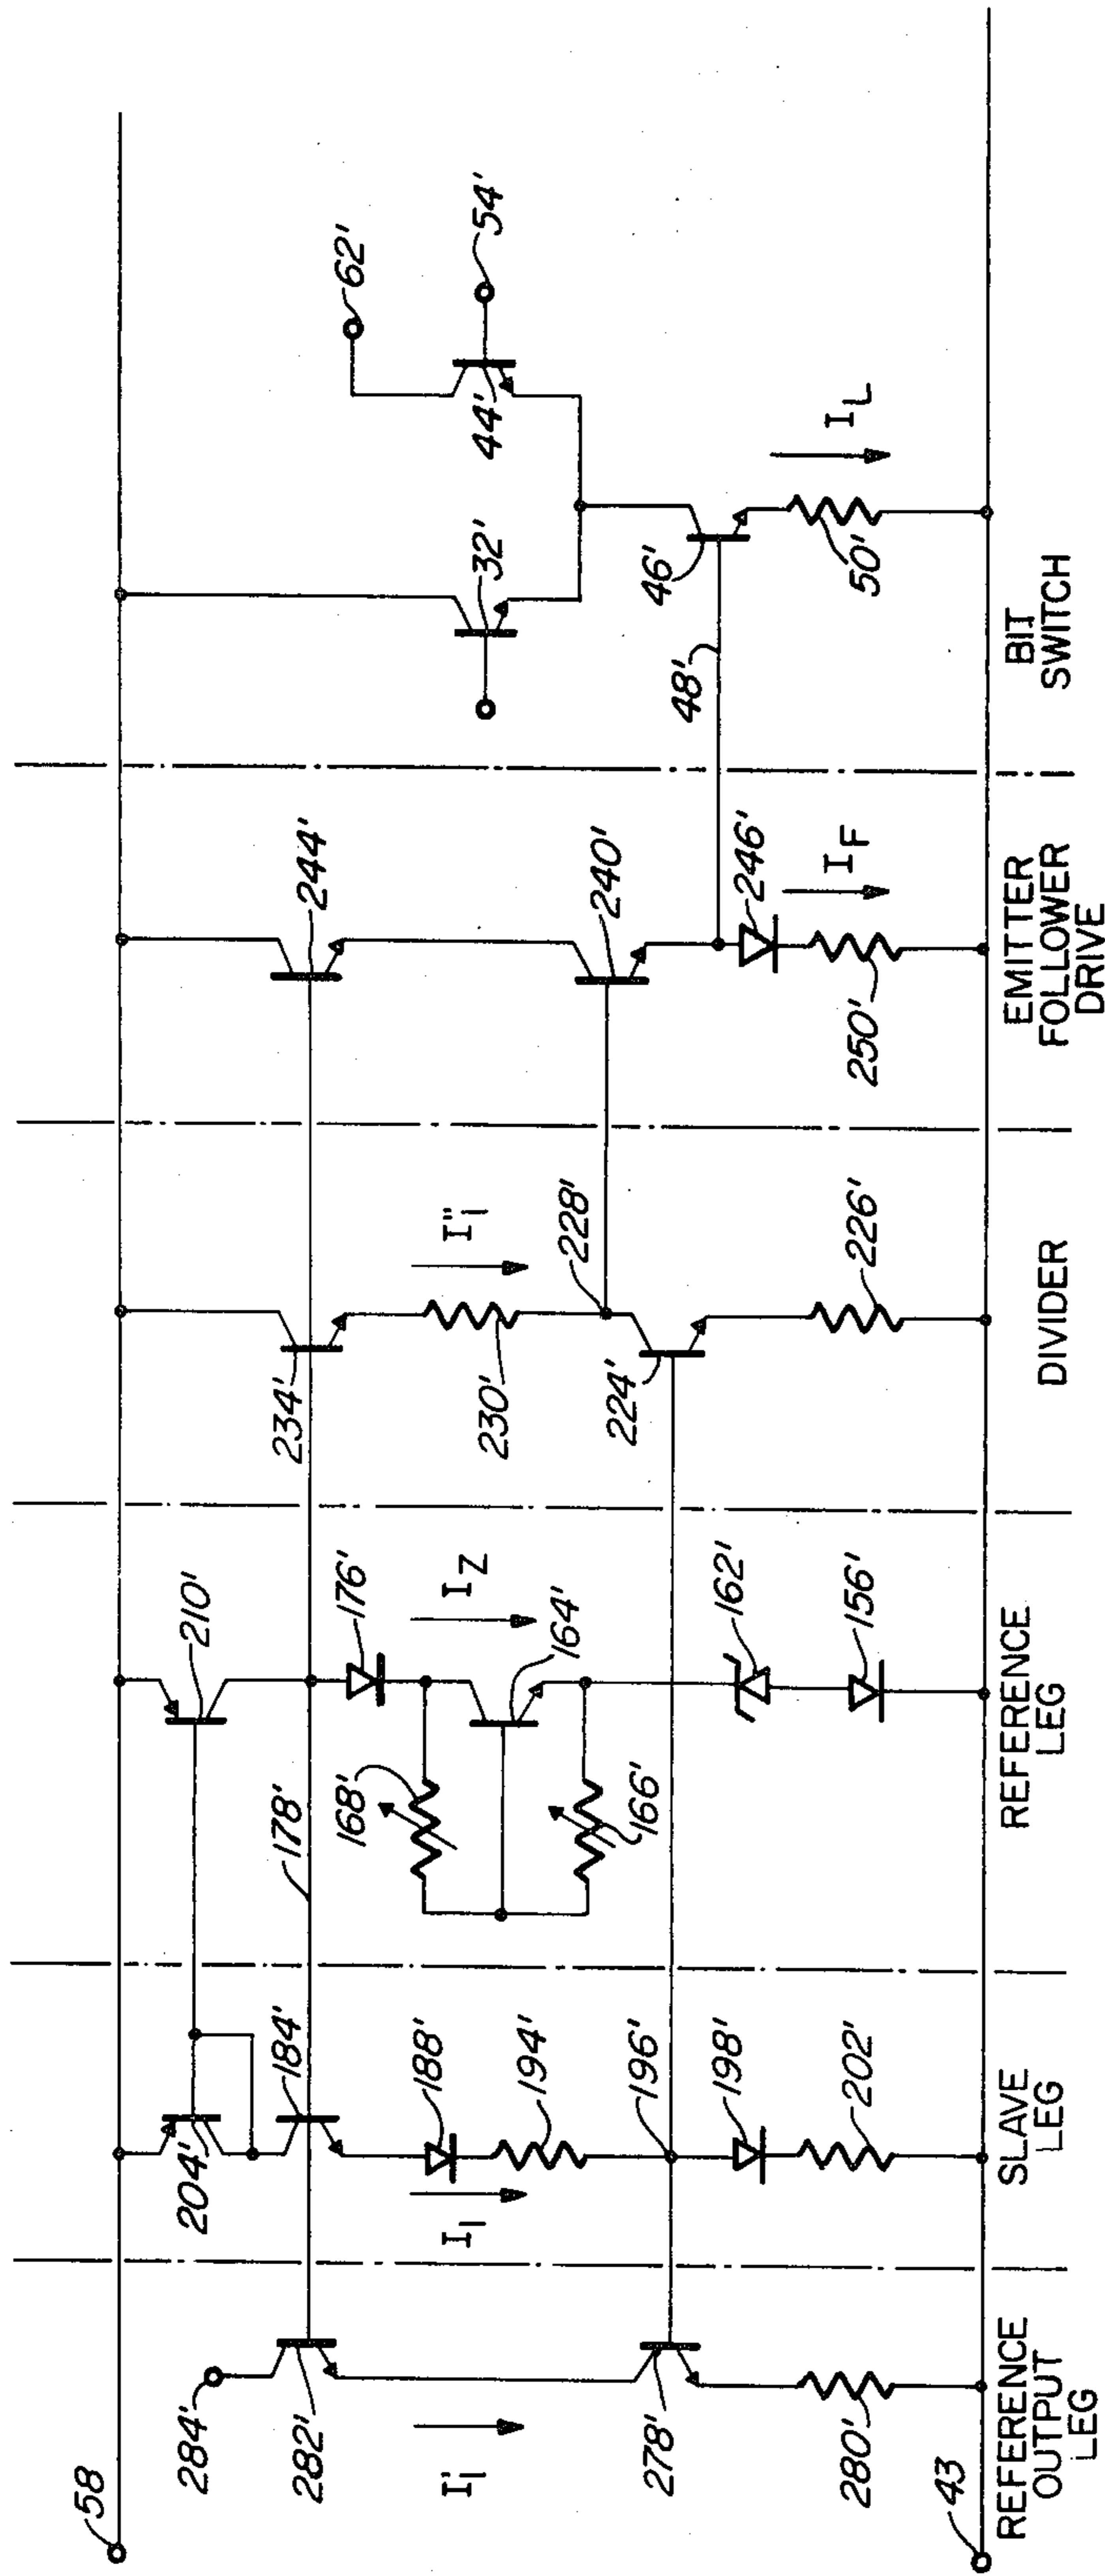 58
284'
282'
I'1
278'
280'
43
REFERENCE
OUTPUT
LEG
204'
184'
188'
I1
194'
196'
198'
202'
SLAVE
LEG
210'
178'
176'
168'
IZ
164'
166'
162'
156'
REFERENCE
LEG
234'
230'
I"1
228'
224'
226'
DIVIDER
244'
240'
246'
IF
250'
EMITTER
FOLLOWER
DRIVE
62'
54'
32'
44'
48'
46'
IL
50'
BIT
SWITCH